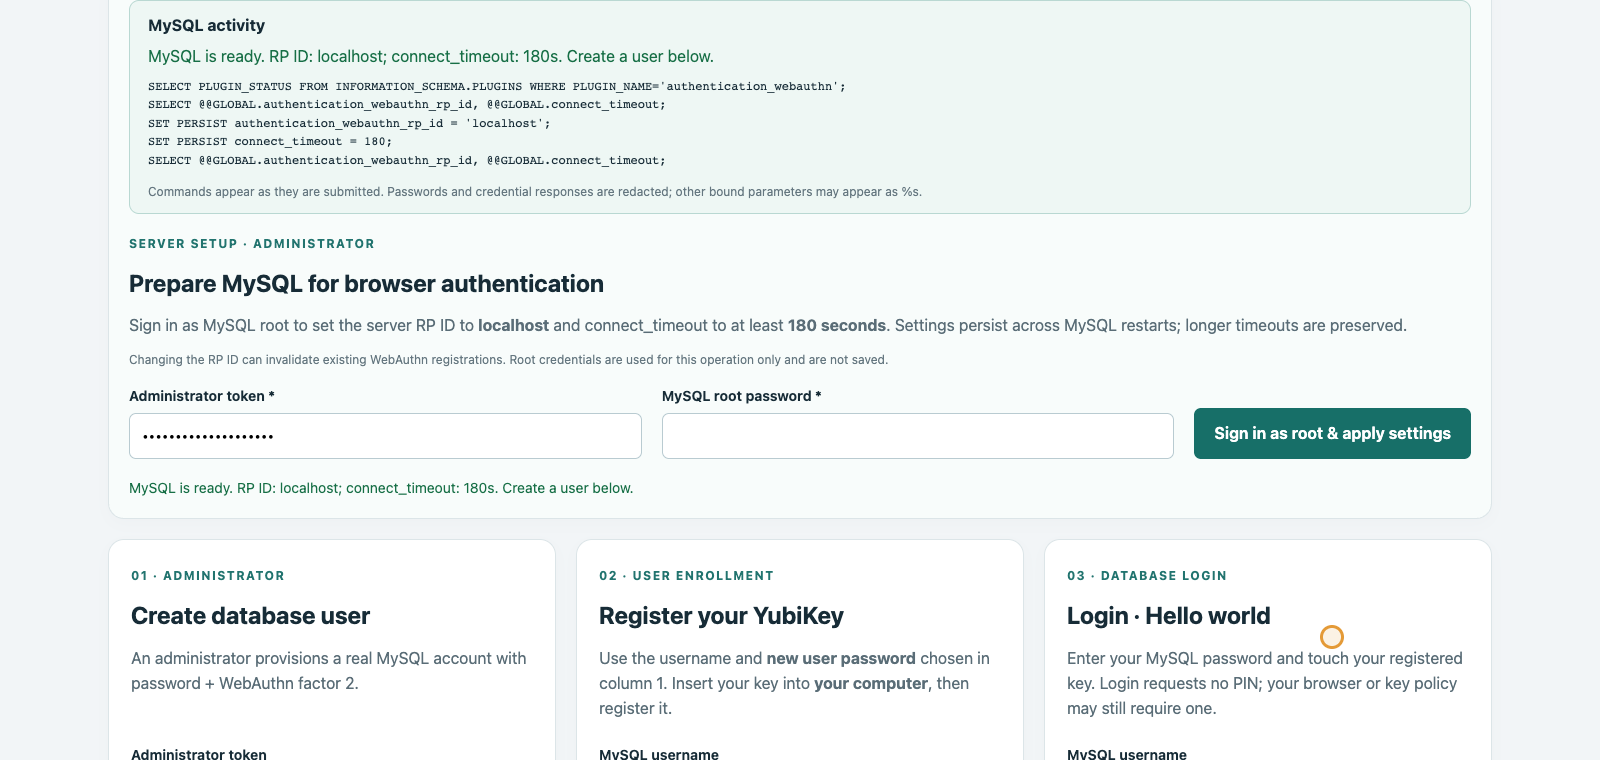 MySQL activity
MySQL is ready. RP ID: localhost; connect_timeout: 180s. Create a user below.
SELECT PLUGIN_STATUS FROM INFORMATION_SCHEMA.PLUGINS WHERE PLUGIN_NAME='authentication_webauthn';
SELECT @@GLOBAL.authentication_webauthn_rp_id, @@GLOBAL.connect_timeout;
SET PERSIST authentication_webauthn_rp_id = 'localhost';
SET PERSIST connect_timeout = 180;
SELECT @@GLOBAL.authentication_webauthn_rp_id, @@GLOBAL.connect_timeout;
Commands appear as they are submitted. Passwords and credential responses are redacted; other bound parameters may appear as %s.
SERVER SETUP · ADMINISTRATOR
Prepare MySQL for browser authentication
Sign in as MySQL root to set the server RP ID to localhost and connect_timeout to at least 180 seconds. Settings persist across MySQL restarts; longer timeouts are preserved.
Changing the RP ID can invalidate existing WebAuthn registrations. Root credentials are used for this operation only and are not saved.
Administrator token *
MySQL root password *
••••••••••••••••••••
Sign in as root & apply settings
MySQL is ready. RP ID: localhost; connect_timeout: 180s. Create a user below.
01 · ADMINISTRATOR
Create database user
An administrator provisions a real MySQL account with
password + WebAuthn factor 2.
Administrator token
02 · USER ENROLLMENT
Register your YubiKey
Use the username and new user password chosen in
column 1. Insert your key into your computer, then
register it.
MySQL username
03 · DATABASE LOGIN
Login · Hello world
Enter your MySQL password and touch your registered
key. Login requests no PIN; your browser or key policy
may still require one.
MySQL username